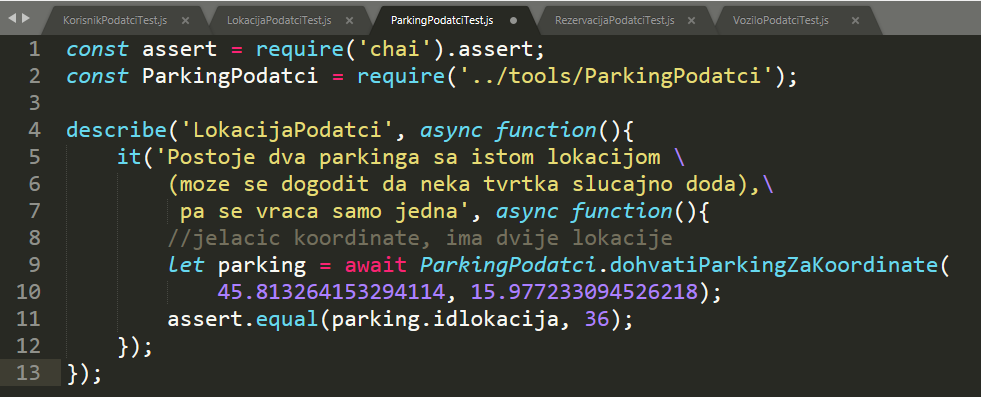 KorisnikPodatciTest.js × LokacijaPodatciTest.js × ParkingPodatciTest.js RezervacijaPodatciTest.js × VoziloPodatciTest.js ×
1 const assert = require('chai').assert;
2 const ParkingPodatci = require('../tools/ParkingPodatci');
3
4 describe('LokacijaPodatci', async function(){
5     it('Postoje dva parkinga sa istom lokacijom \
6         (moze se dogodit da neka tvrtka slucajno doda),\
7          pa se vraca samo jedna', async function(){
8         //jelacic koordinate, ima dvije lokacije
9         let parking = await ParkingPodatci.dohvatiParkingZaKoordinate(
10             45.813264153294114, 15.977233094526218);
11         assert.equal(parking.idlokacija, 36);
12     });
13 });